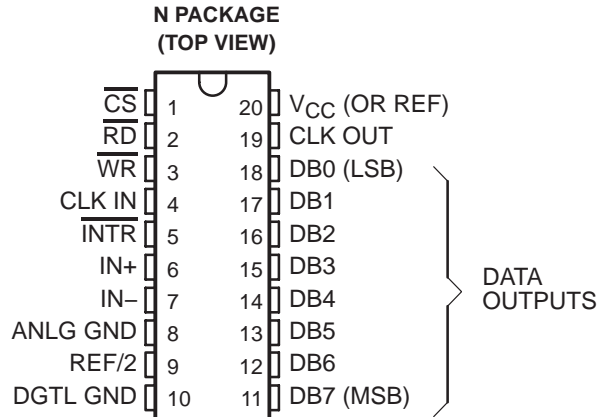 N PACKAGE
(TOP VIEW)
CS 1 20 VCC (OR REF)
RD 2 19 CLK OUT
WR 3 18 DB0 (LSB)
CLK IN 4 17 DB1
INTR 5 16 DB2
IN+ 6 15 DB3
IN– 7 14 DB4
ANLG GND 8 13 DB5
REF/2 9 12 DB6
DGTL GND 10 11 DB7 (MSB)
DATA
OUTPUTS